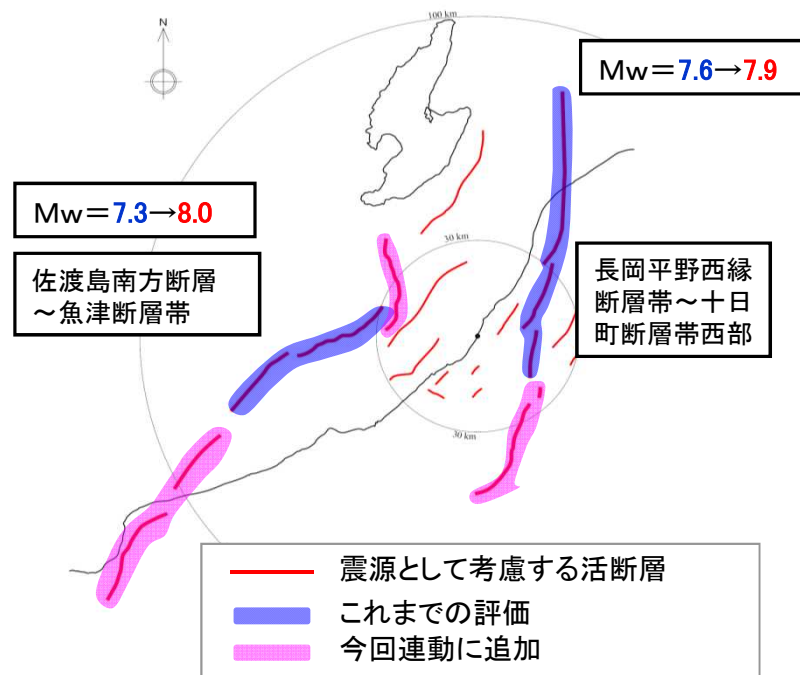 100 km
N
Mw＝7.6→7.9
Mw＝7.3→8.0
佐渡島南方断層
～魚津断層帯
30 km
長岡平野西縁
断層帯～十日
町断層帯西部
30 km
震源として考慮する活断層
これまでの評価
今回連動に追加